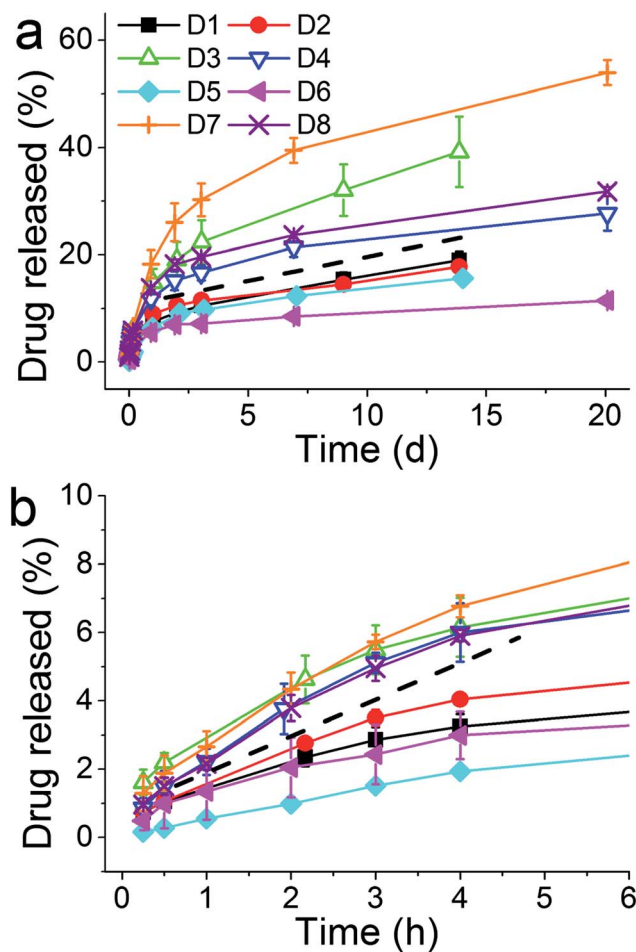 a
D1 D2
D3 D4
D5 D6
D7 D8
60
40
20
0
Drug released (%)
0 5 10 15 20
Time (d)
b
10
8
6
4
2
0
Drug released (%)
0 1 2 3 4 5 6
Time (h)